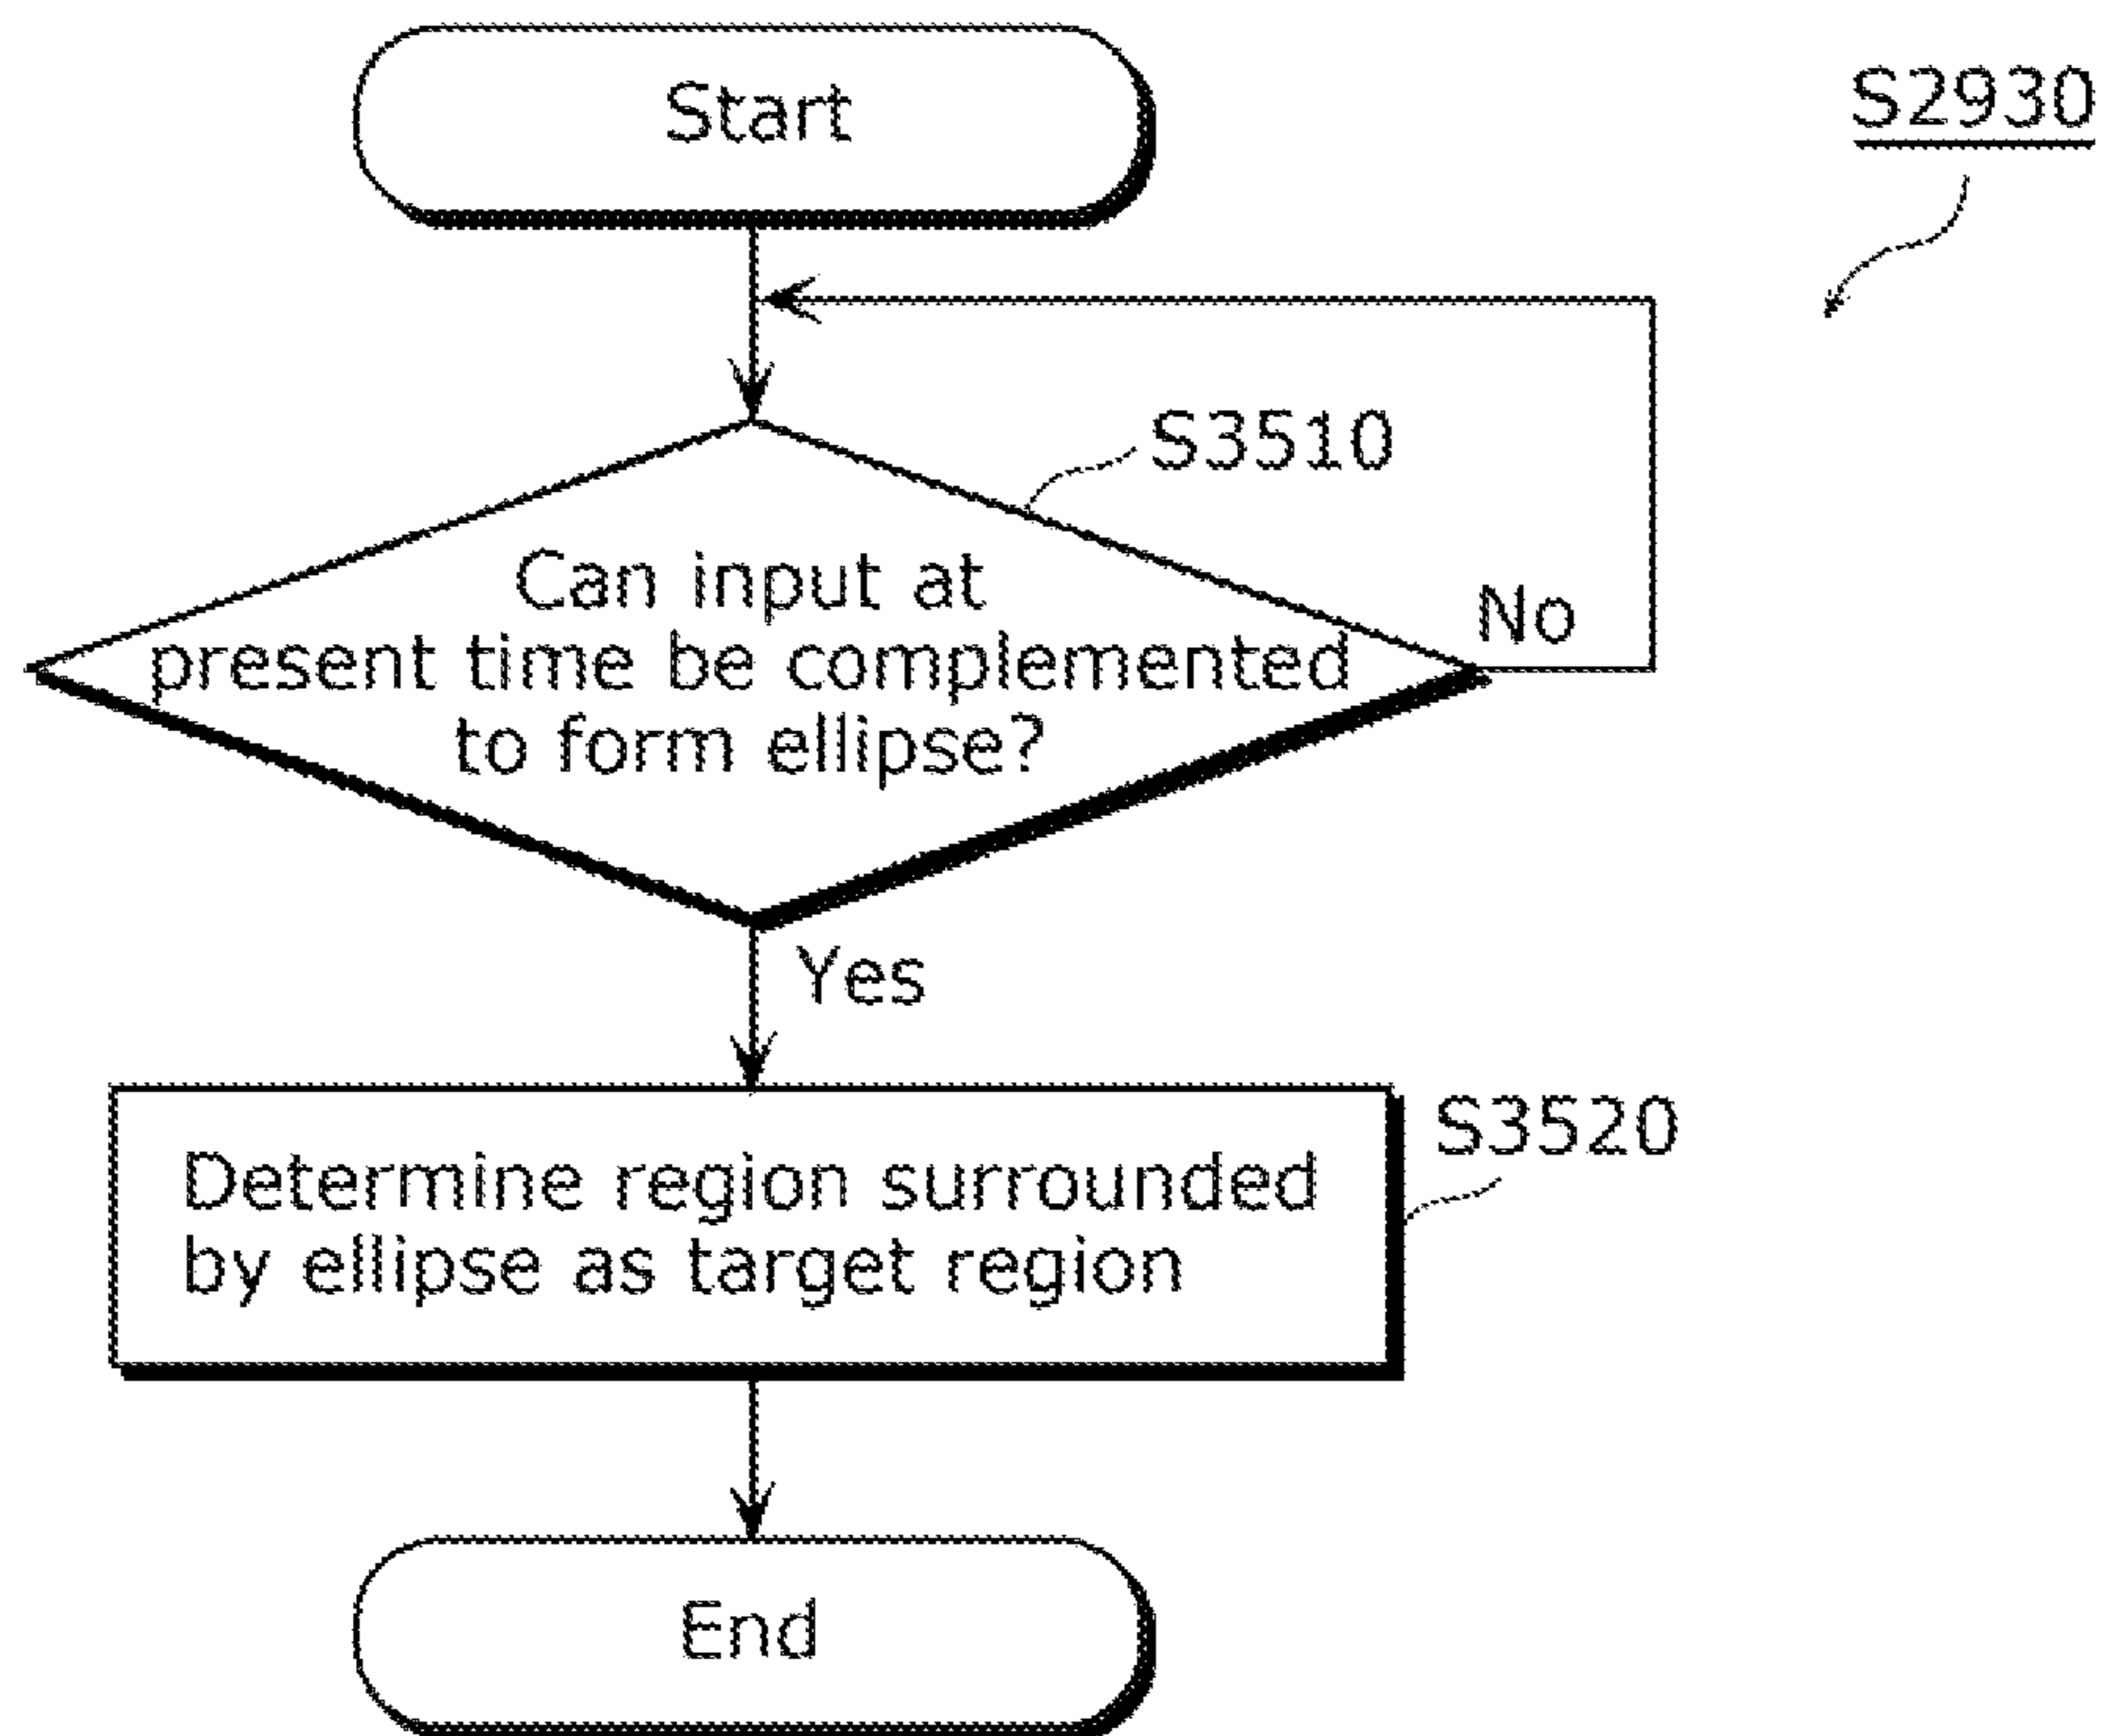 Start
S2930
S3510
Can input at
present time be complemented
to form ellipse?
No
Yes
S3520
Determine region surrounded
by ellipse as target region
End